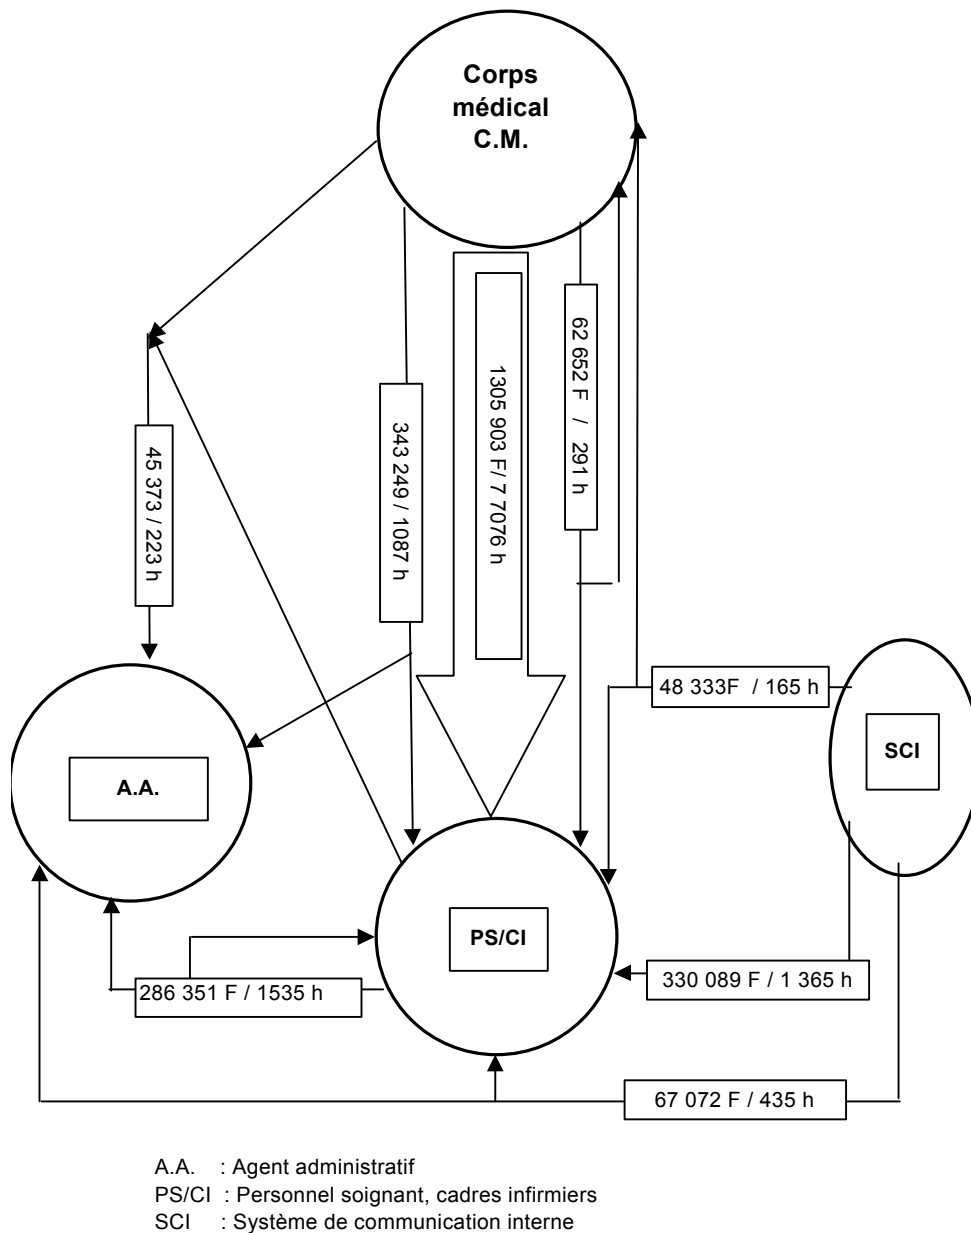 Corps
médical
C.M.
62 652 F / 291 h
1305 903 F/ 7 7076 h
343 249 / 1087 h
45 373 / 223 h
48 333F / 165 h
SCI
A.A.
PS/CI
330 089 F / 1 365 h
286 351 F / 1535 h
67 072 F / 435 h
A.A. : Agent administratif
PS/CI : Personnel soignant, cadres infirmiers
SCI : Système de communication interne